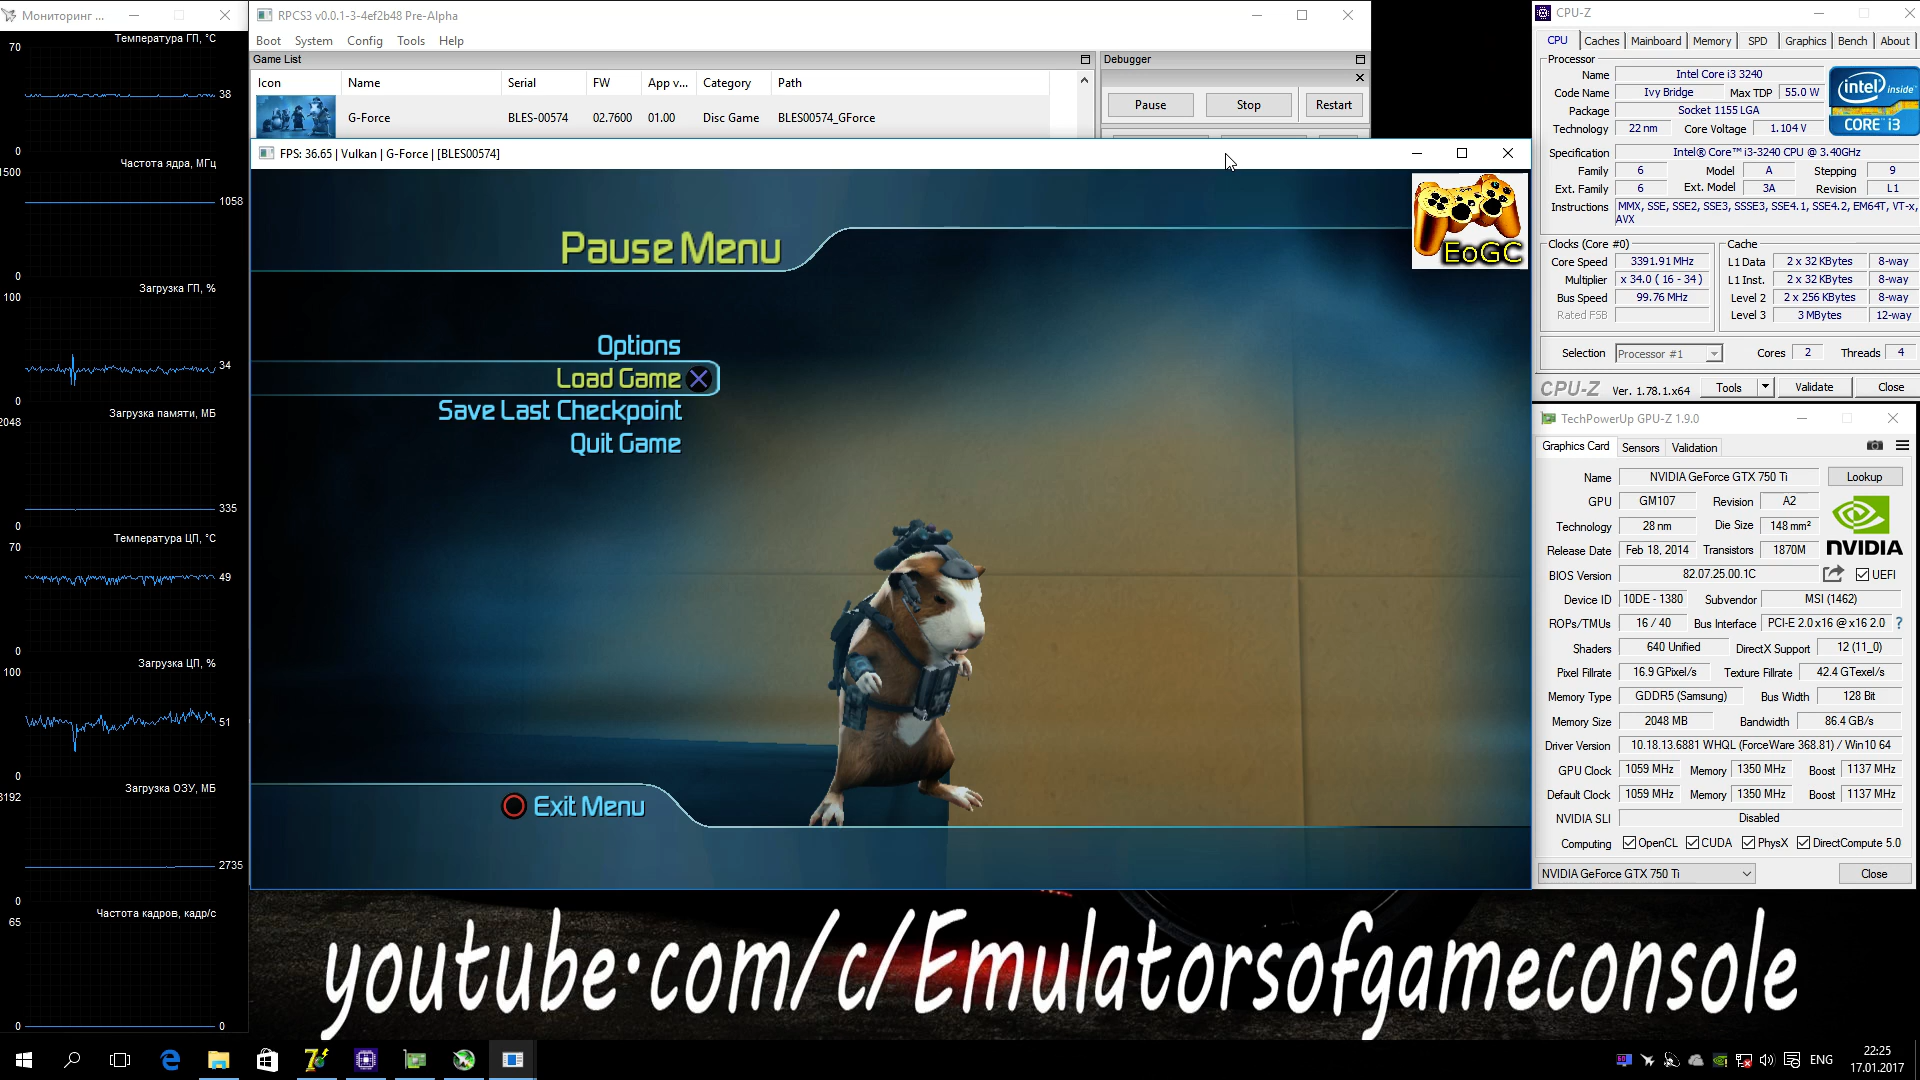 Мониторинг ...
Температура ГП, °C
70
38
0
Частота ядра, МГц
1500
1058
0
Загрузка ГП, %
100
34
0
Загрузка памяти, МБ
2048
335
0
Температура ЦП, °C
70
49
0
Загрузка ЦП, %
100
51
0
Загрузка ОЗУ, МБ
8192
2735
0
Частота кадров, кадр/с
65
0
0
RPCS3 v0.0.1-3-4ef2b48 Pre-Alpha
Boot System Config Tools Help
Game List
Icon Name Serial FW App v... Category Path
G-Force BLES-00574 02.7600 01.00 Disc Game BLES00574_GForce
Debugger
Pause Stop Restart
FPS: 36.65 | Vulkan | G-Force | [BLES00574]
EoGC
Pause Menu
Options
Load Game
Save Last Checkpoint
Quit Game
Exit Menu
youtube.com/c/Emulatorsofgameconsole
CPU-Z
CPU Caches Mainboard Memory SPD Graphics Bench About
Processor
Name Intel Core i3 3240
Code Name Ivy Bridge Max TDP 55.0 W
Package Socket 1155 LGA
Technology 22 nm Core Voltage 1.104 V
intel inside™
CORE i3
Specification Intel® Core™ i3-3240 CPU @ 3.40GHz
Family 6 Model A Stepping 9
Ext. Family 6 Ext. Model 3A Revision L1
Instructions MMX, SSE, SSE2, SSE3, SSSE3, SSE4.1, SSE4.2, EM64T, VT-x,
AVX
Clocks (Core #0)
Core Speed 3391.91 MHz
Multiplier x 34.0 ( 16 - 34 )
Bus Speed 99.76 MHz
Rated FSB
Cache
L1 Data 2 x 32 KBytes 8-way
L1 Inst. 2 x 32 KBytes 8-way
Level 2 2 x 256 KBytes 8-way
Level 3 3 MBytes 12-way
Selection Processor #1 Cores 2 Threads 4
CPU-Z Ver. 1.78.1.x64 Tools Validate Close
TechPowerUp GPU-Z 1.9.0
Graphics Card Sensors Validation
Name NVIDIA GeForce GTX 750 Ti Lookup
GPU GM107 Revision A2
Technology 28 nm Die Size 148 mm²
Release Date Feb 18, 2014 Transistors 1870M
NVIDIA
BIOS Version 82.07.25.00.1C UEFI
Device ID 10DE - 1380 Subvendor MSI (1462)
ROPs/TMUs 16 / 40 Bus Interface PCI-E 2.0 x16 @ x16 2.0 ?
Shaders 640 Unified DirectX Support 12 (11_0)
Pixel Fillrate 16.9 GPixel/s Texture Fillrate 42.4 GTexel/s
Memory Type GDDR5 (Samsung) Bus Width 128 Bit
Memory Size 2048 MB Bandwidth 86.4 GB/s
Driver Version 10.18.13.6881 WHQL (ForceWare 368.81) / Win10 64
GPU Clock 1059 MHz Memory 1350 MHz Boost 1137 MHz
Default Clock 1059 MHz Memory 1350 MHz Boost 1137 MHz
NVIDIA SLI Disabled
Computing OpenCL CUDA PhysX DirectCompute 5.0
NVIDIA GeForce GTX 750 Ti Close
ENG
22:25
17.01.2017